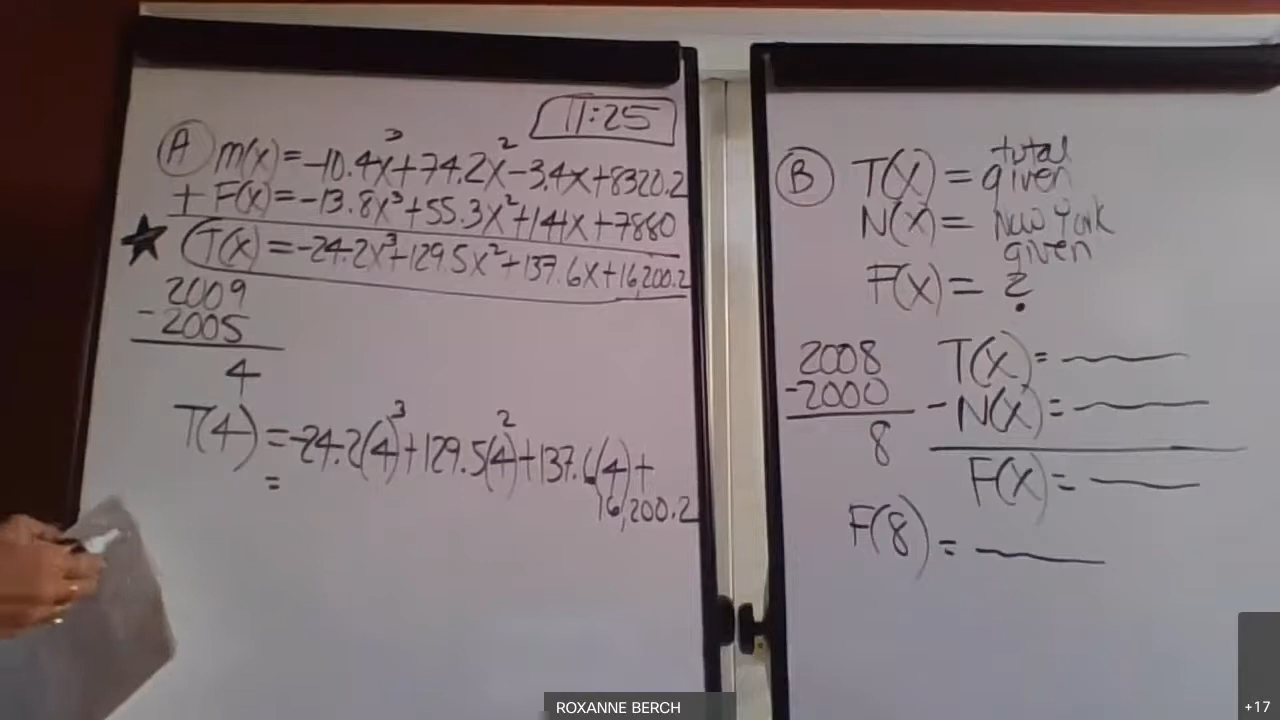 11:25
A M(x) = -10.4x³+74.2x²-3.4x+8320.2
+ F(x) = -13.8x³+55.3x²+141x+7880
★ T(x) = -24.2x³+129.5x²+137.6x+16,200.2
2009
-2005
4
T(4) = -24.2(4)³+129.5(4)²+137.6(4)+
16,200.2
=
B T(x) = total given
N(x) = New York given
F(x) = ?
2008
-2000
8
T(x) =
- N(x) =
F(x) =
F(8) =
ROXANNE BERCH
+17